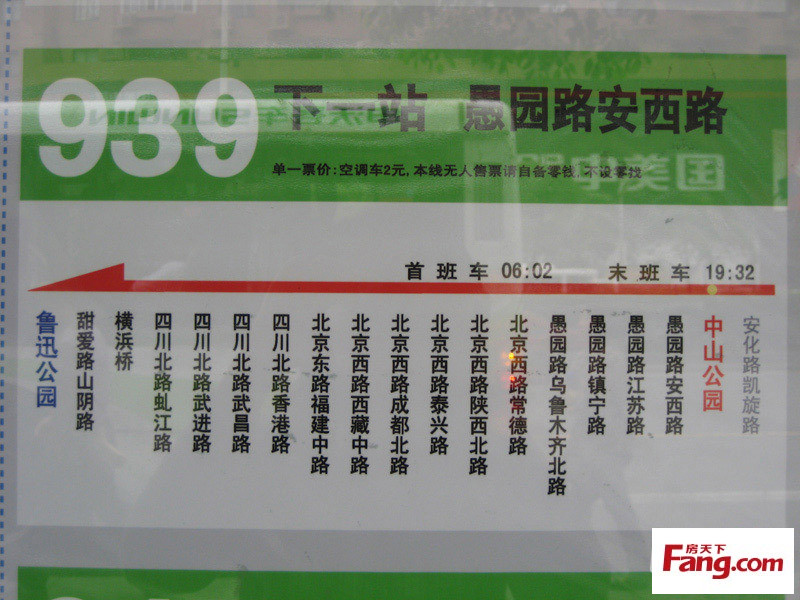 939 下一站 愚园路安西路
单一票价:空调车2元,本线无人售票请自备零钱,不设零找
首班车 06:02 末班车 19:32
鲁迅公园
甜爱路山阴路
横浜桥
四川北路虬江路
四川北路武进路
四川北路武昌路
四川北路香港路
北京东路福建中路
北京西路西藏中路
北京西路成都北路
北京西路泰兴路
北京西路陕西北路
北京西路常德路
愚园路乌鲁木齐北路
愚园路镇宁路
愚园路江苏路
愚园路安西路
中山公园
安化路凯旋路
房天下
Fang.com